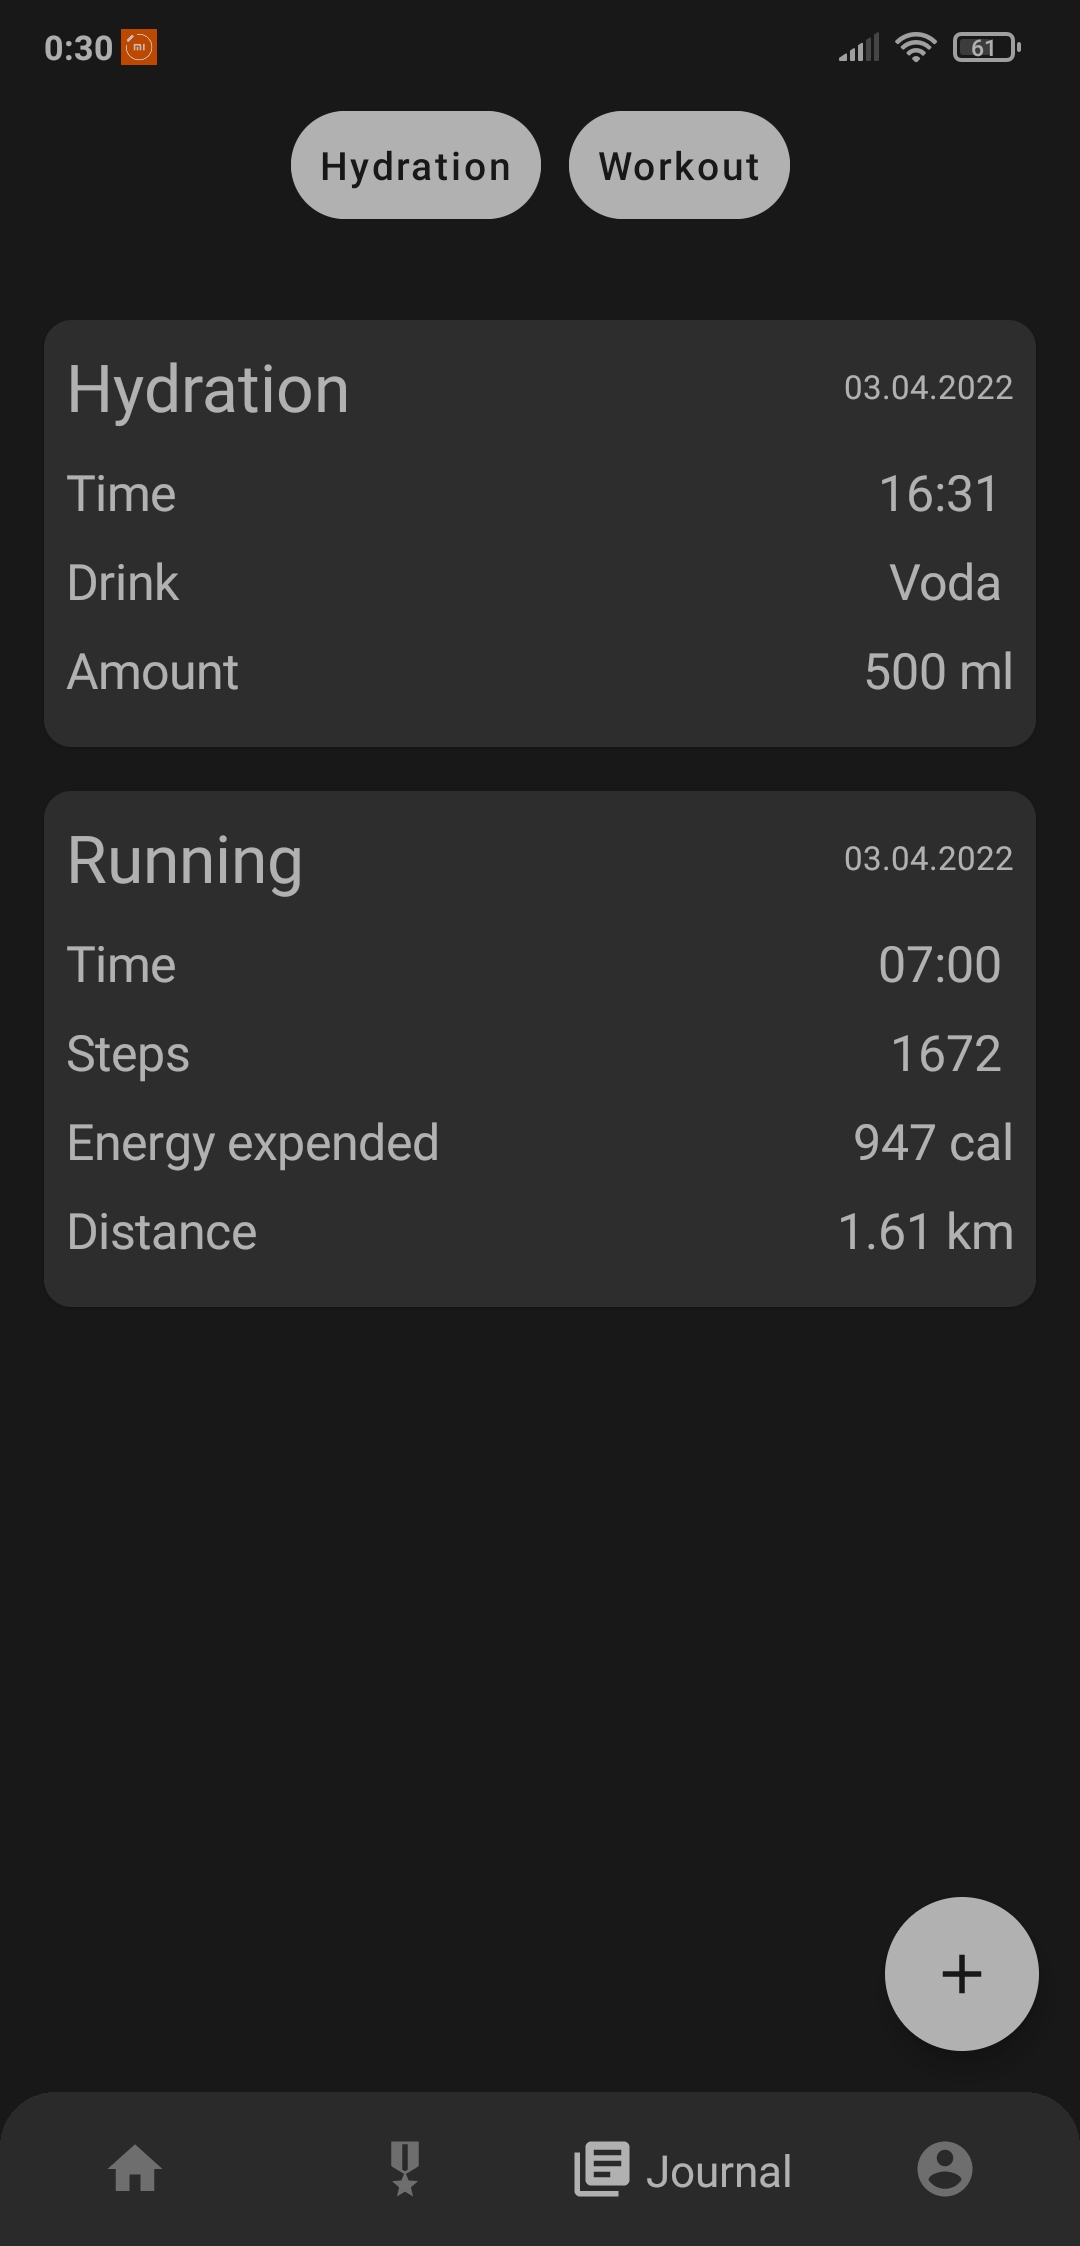 0:30 61
Hydration Workout
Hydration 03.04.2022
Time 16:31
Drink Voda
Amount 500 ml
Running 03.04.2022
Time 07:00
Steps 1672
Energy expended 947 cal
Distance 1.61 km
+
Journal